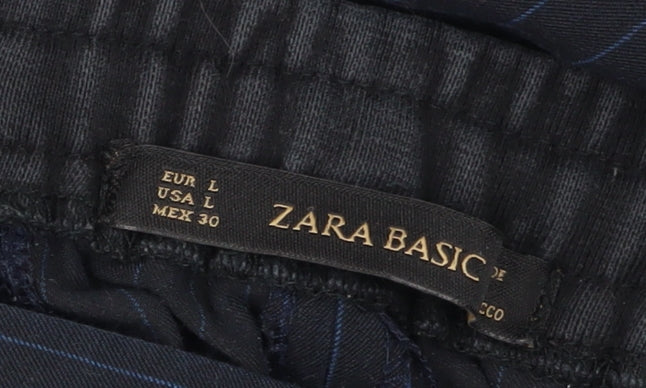 EUR L
USA L
MEX 30
ZARA BASIC